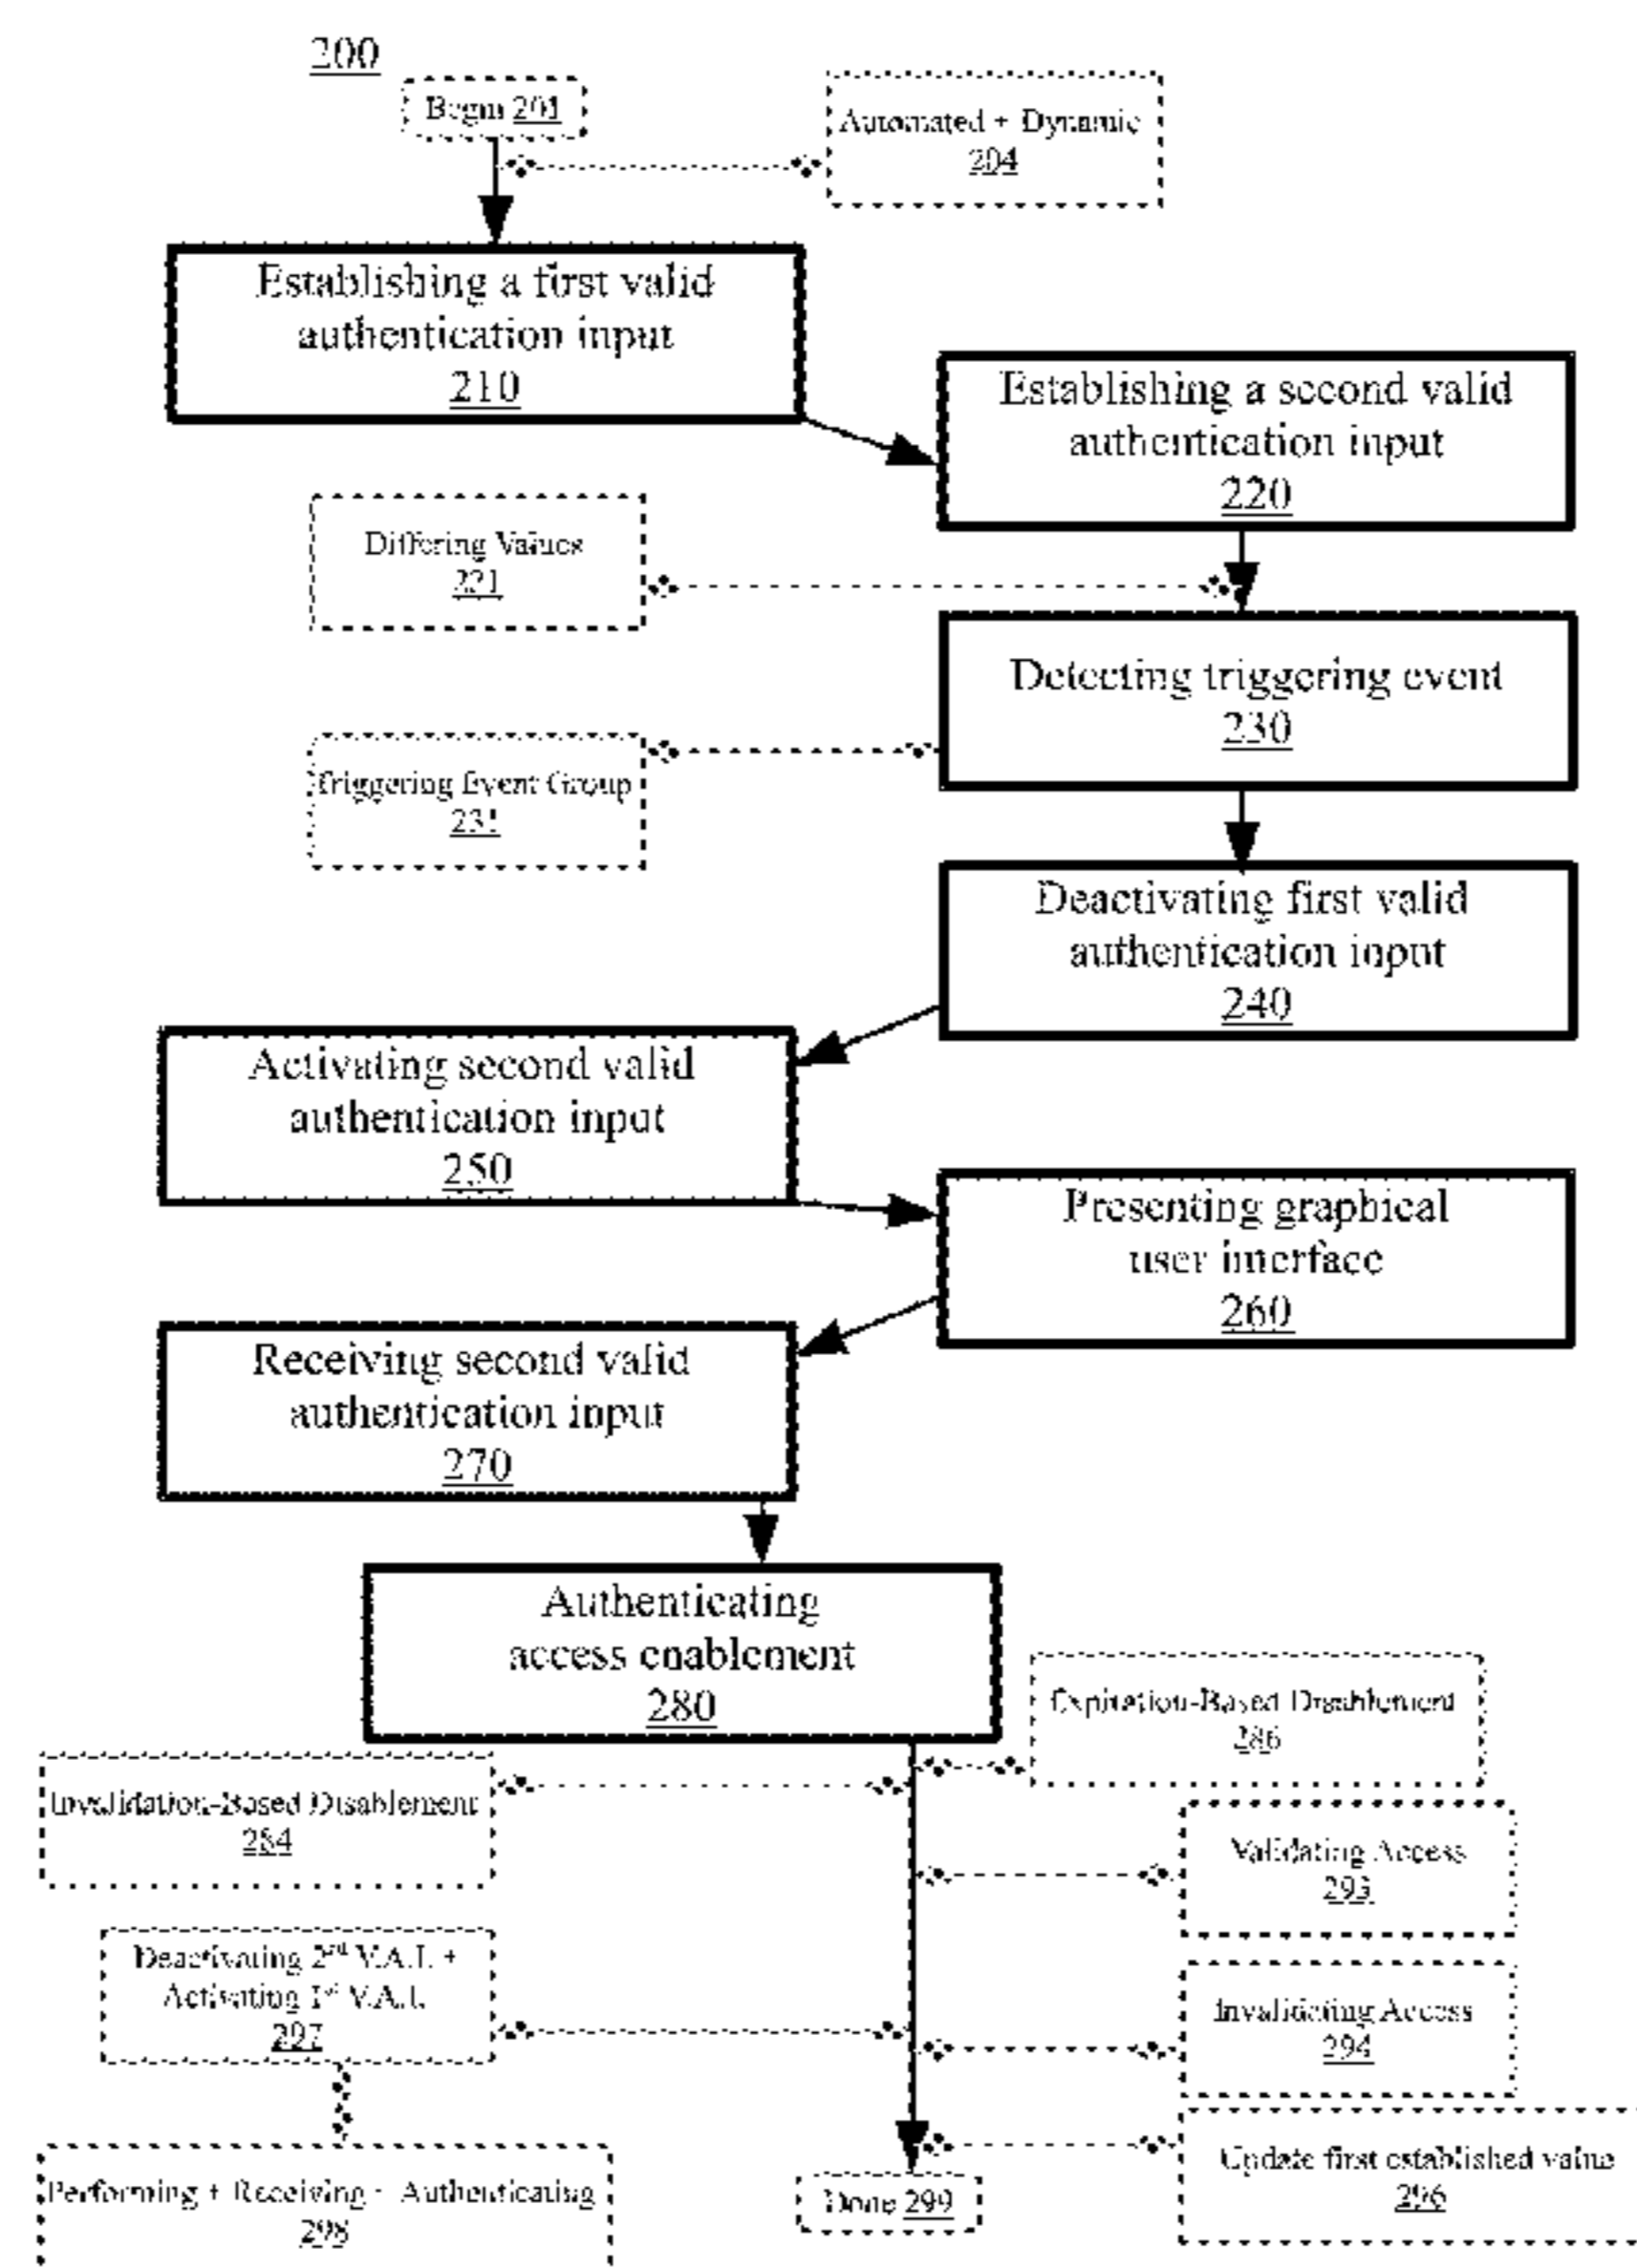 200
Begin 201
Automated + Dynamic
204
Establishing a first valid
authentication input
210
Establishing a second valid
authentication input
220
Differing Values
221
Detecting triggering event
230
Triggering Event Group
231
Deactivating first valid
authentication input
240
Activating second valid
authentication input
250
Presenting graphical
user interface
260
Receiving second valid
authentication input
270
Authenticating
access enablement
280
Expiration-Based Disablement
286
Invalidation-Based Disablement
284
Validating Access
293
Deactivating 2nd V.A.I. +
Activating 1st V.A.I.
297
Invalidating Access
294
Performing + Receiving + Authenticating
298
Done 299
Update first established value
296